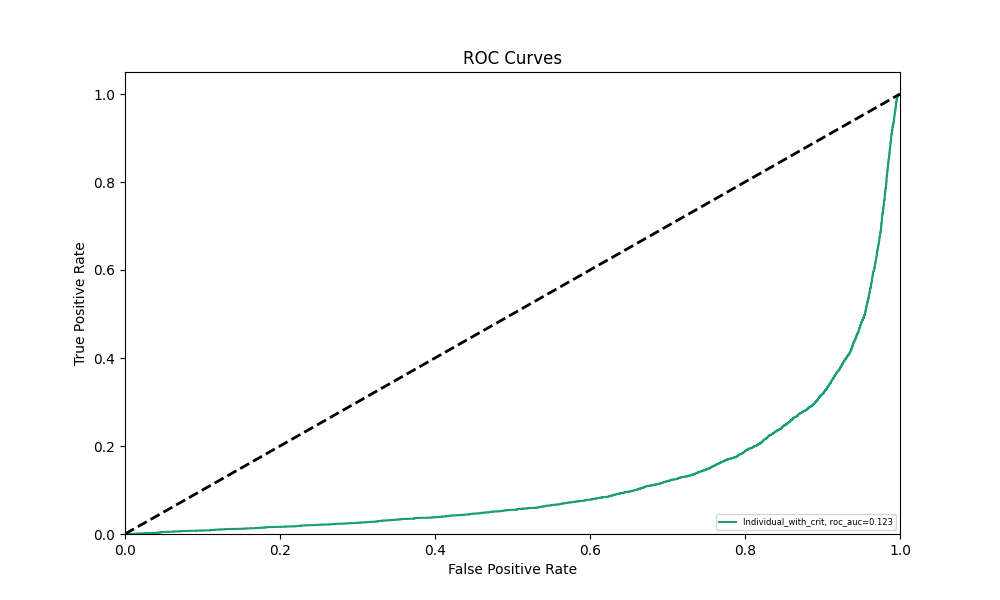 ROC Curves
True Positive Rate
1.0
0.8
0.6
0.4
0.2
0.0
Individual_with_crit, roc_auc=0.123
0.0 0.2 0.4 0.6 0.8 1.0
False Positive Rate